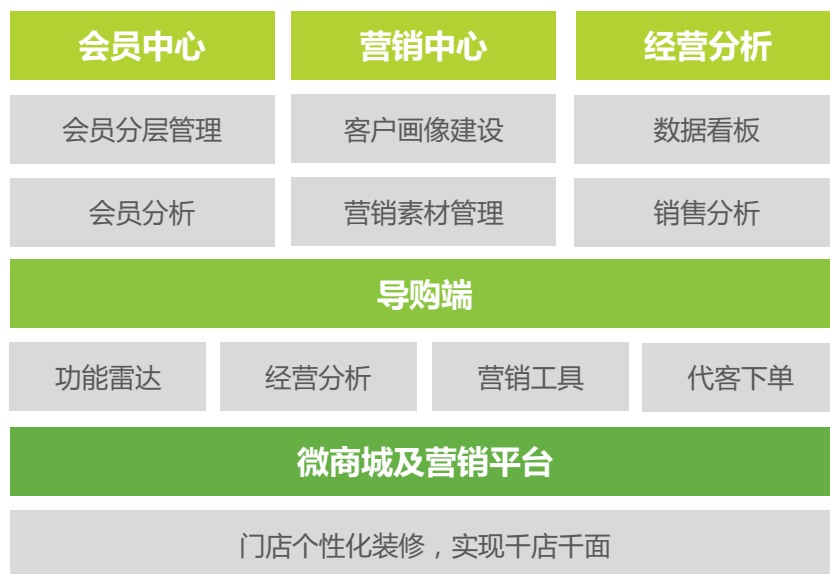 会员中心
营销中心
经营分析
会员分层管理
客户画像建设
数据看板
会员分析
营销素材管理
销售分析
导购端
功能雷达
经营分析
营销工具
代客下单
微商城及营销平台
门店个性化装修，实现千店千面